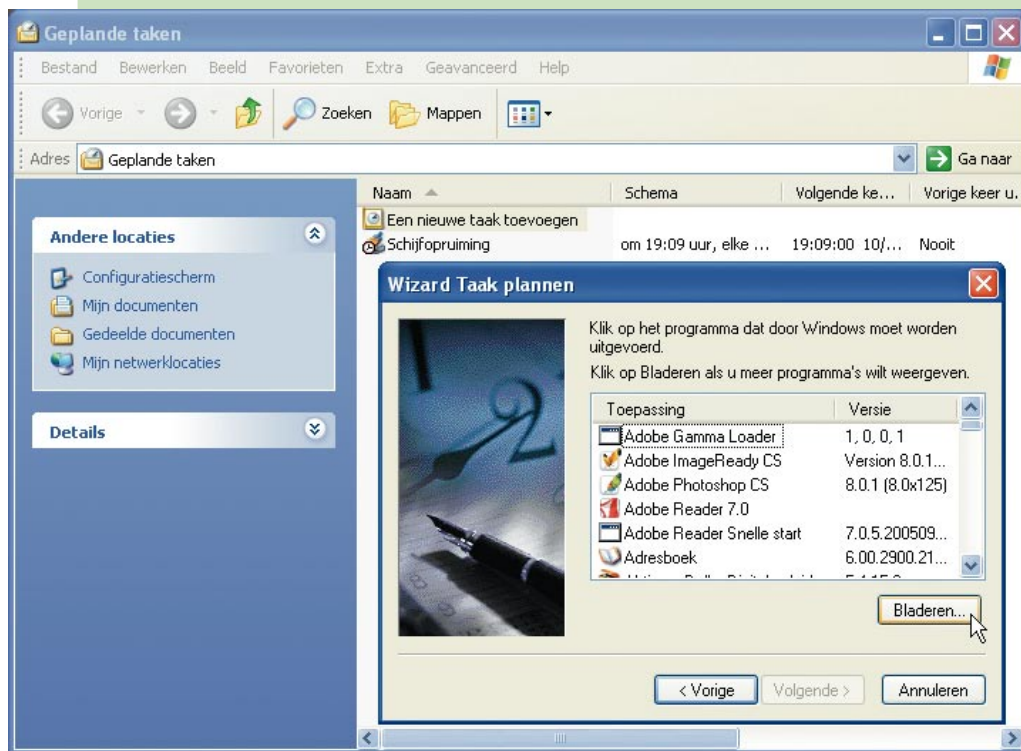 Geplande taken
Bestand Bewerken Beeld Favorieten Extra Geavanceerd Help
Vorige Zoeken Mappen
Adres Geplande taken Ga naar
Naam Schema Volgende ke... Vorige keer u.
Een nieuwe taak toevoegen
Schijfopruiming om 19:09 uur, elke ... 19:09:00 10/... Nooit
Andere locaties
Configuratiescherm
Mijn documenten
Gedeelde documenten
Mijn netwerklocaties
Details
Wizard Taak plannen
Klik op het programma dat door Windows moet worden
uitgevoerd.
Klik op Bladeren als u meer programma's wilt weergeven.
Toepassing Versie
Adobe Gamma Loader 1, 0, 0, 1
Adobe ImageReady CS Version 8.0.1...
Adobe Photoshop CS 8.0.1 (8.0x125)
Adobe Reader 7.0
Adobe Reader Snelle start 7.0.5.200509...
Adresboek 6.00.2900.21...
Bladeren...
< Vorige Volgende > Annuleren